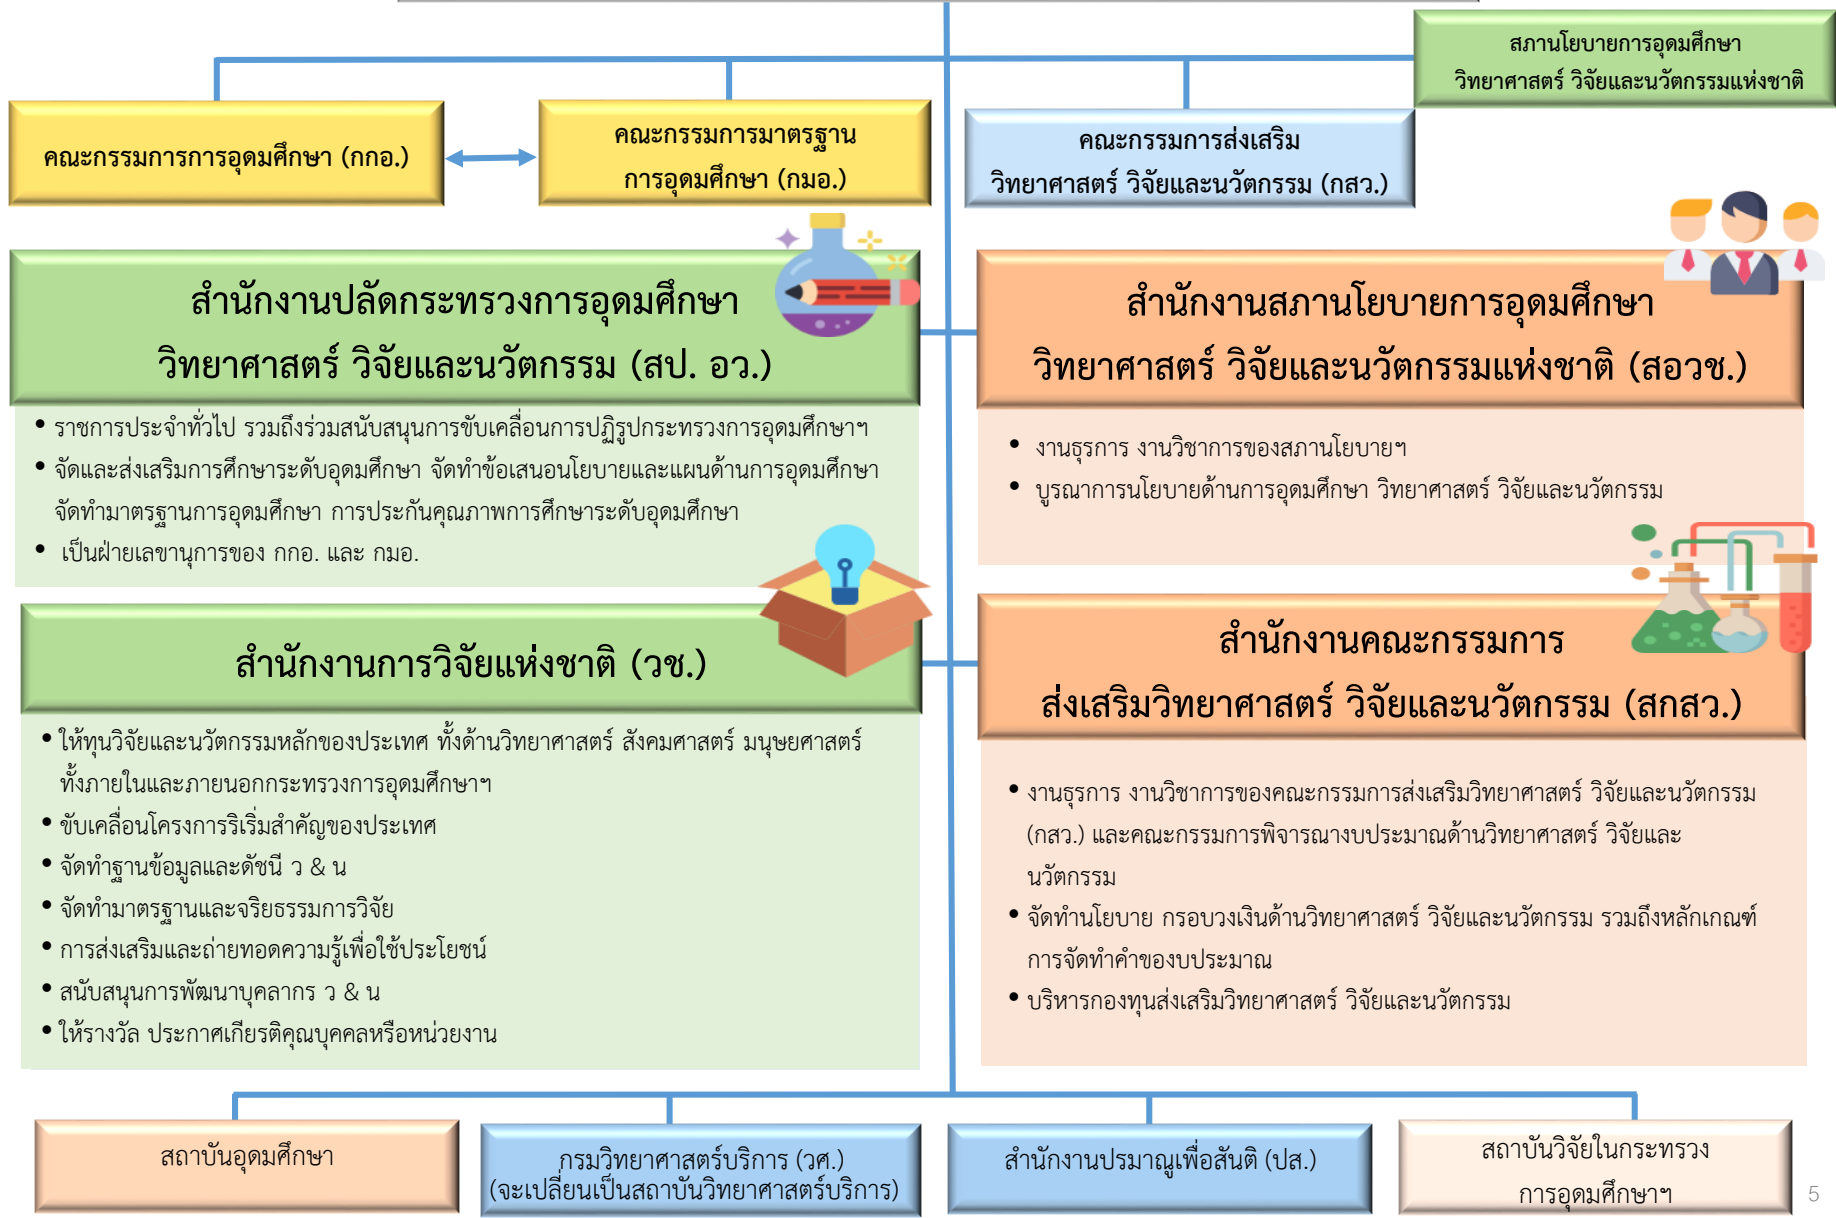 สภานโยบายการอุดมศึกษา
วิทยาศาสตร์ วิจัยและนวัตกรรมแห่งชาติ
คณะกรรมการการอุดมศึกษา (กกอ.)
คณะกรรมการมาตรฐาน
การอุดมศึกษา (กมอ.)
คณะกรรมการส่งเสริม
วิทยาศาสตร์ วิจัยและนวัตกรรม (กสว.)
สำนักงานปลัดกระทรวงการอุดมศึกษา
วิทยาศาสตร์ วิจัยและนวัตกรรม (สป. อว.)
• ราชการประจำทั่วไป รวมถึงร่วมสนับสนุนการขับเคลื่อนการปฏิรูปกระทรวงการอุดมศึกษาฯ
• จัดและส่งเสริมการศึกษาระดับอุดมศึกษา จัดทำข้อเสนอนโยบายและแผนด้านการอุดมศึกษา
จัดทำมาตรฐานการอุดมศึกษา การประกันคุณภาพการศึกษาระดับอุดมศึกษา
• เป็นฝ่ายเลขานุการของ กกอ. และ กมอ.
สำนักงานสภานโยบายการอุดมศึกษา
วิทยาศาสตร์ วิจัยและนวัตกรรมแห่งชาติ (สอวช.)
• งานธุรการ งานวิชาการของสภานโยบายฯ
• บูรณาการนโยบายด้านการอุดมศึกษา วิทยาศาสตร์ วิจัยและนวัตกรรม
สำนักงานการวิจัยแห่งชาติ (วช.)
• ให้ทุนวิจัยและนวัตกรรมหลักของประเทศ ทั้งด้านวิทยาศาสตร์ สังคมศาสตร์ มนุษยศาสตร์
ทั้งภายในและภายนอกกระทรวงการอุดมศึกษาฯ
• ขับเคลื่อนโครงการริเริ่มสำคัญของประเทศ
• จัดทำฐานข้อมูลและดัชนี ว & น
• จัดทำมาตรฐานและจริยธรรมการวิจัย
• การส่งเสริมและถ่ายทอดความรู้เพื่อใช้ประโยชน์
• สนับสนุนการพัฒนาบุคลากร ว & น
• ให้รางวัล ประกาศเกียรติคุณบุคคลหรือหน่วยงาน
สำนักงานคณะกรรมการ
ส่งเสริมวิทยาศาสตร์ วิจัยและนวัตกรรม (สกสว.)
• งานธุรการ งานวิชาการของคณะกรรมการส่งเสริมวิทยาศาสตร์ วิจัยและนวัตกรรม
(กสว.) และคณะกรรมการพิจารณางบประมาณด้านวิทยาศาสตร์ วิจัยและ
นวัตกรรม
• จัดทำนโยบาย กรอบวงเงินด้านวิทยาศาสตร์ วิจัยและนวัตกรรม รวมถึงหลักเกณฑ์
การจัดทำคำของบประมาณ
• บริหารกองทุนส่งเสริมวิทยาศาสตร์ วิจัยและนวัตกรรม
สถาบันอุดมศึกษา
กรมวิทยาศาสตร์บริการ (วศ.)
(จะเปลี่ยนเป็นสถาบันวิทยาศาสตร์บริการ)
สำนักงานปรมาณูเพื่อสันติ (ปส.)
สถาบันวิจัยในกระทรวง
การอุดมศึกษาฯ
5